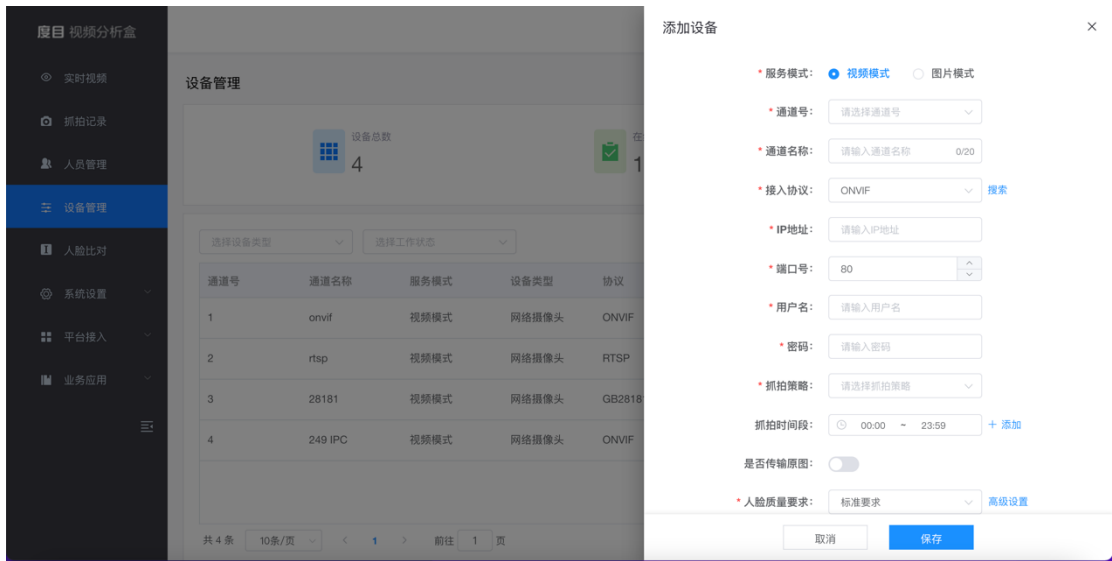 度目 视频分析盒
实时视频
抓拍记录
人员管理
设备管理
人脸比对
系统设置
平台接入
业务应用
设备管理
设备总数
4
在
1
选择设备类型 选择工作状态
通道号 通道名称 服务模式 设备类型 协议
1 onvif 视频模式 网络摄像头 ONVIF
2 rtsp 视频模式 网络摄像头 RTSP
3 28181 视频模式 网络摄像头 GB2818
4 249 IPC 视频模式 网络摄像头 ONVIF
共 4 条 10条/页 < 1 > 前往 1 页
添加设备
* 服务模式： 视频模式 图片模式
* 通道号： 请选择通道号
* 通道名称： 请输入通道名称 0/20
* 接入协议： ONVIF 搜索
* IP地址： 请输入IP地址
* 端口号： 80
* 用户名： 请输入用户名
* 密码： 请输入密码
* 抓拍策略： 请选择抓拍策略
抓拍时间段： 00:00 - 23:59 + 添加
是否传输原图：
* 人脸质量要求： 标准要求 高级设置
取消 保存